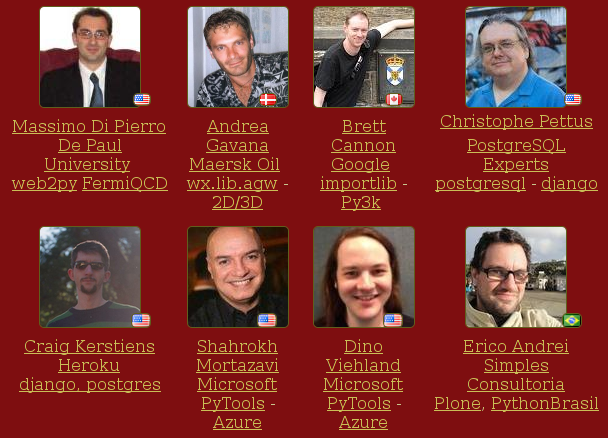 Massimo Di Pierro
De Paul
University
web2py FermiQCD
Andrea
Gavana
Maersk Oil
wx.lib.agw -
2D/3D
Brett
Cannon
Google
importlib -
Py3k
Christophe Pettus
PostgreSQL
Experts
postgresql - django
Craig Kerstiens
Heroku
django, postgres
Shahrokh
Mortazavi
Microsoft
PyTools -
Azure
Dino
Viehland
Microsoft
PyTools -
Azure
Erico Andrei
Simples
Consultoria
Plone, PythonBrasil